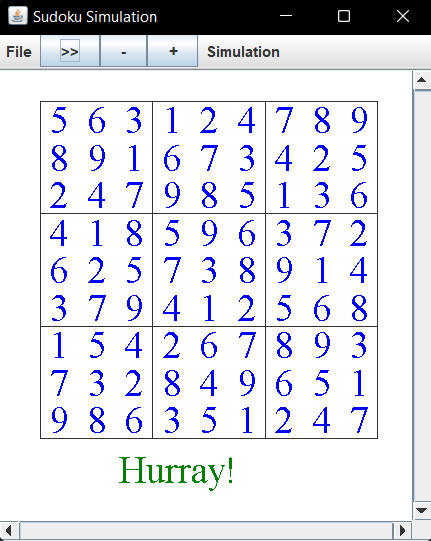 Sudoku Simulation
File >> - + Simulation
5 6 3 1 2 4 7 8 9
8 9 1 6 7 3 4 2 5
2 4 7 9 8 5 1 3 6
4 1 8 5 9 6 3 7 2
6 2 5 7 3 8 9 1 4
3 7 9 4 1 2 5 6 8
1 5 4 2 6 7 8 9 3
7 3 2 8 4 9 6 5 1
9 8 6 3 5 1 2 4 7
Hurray!